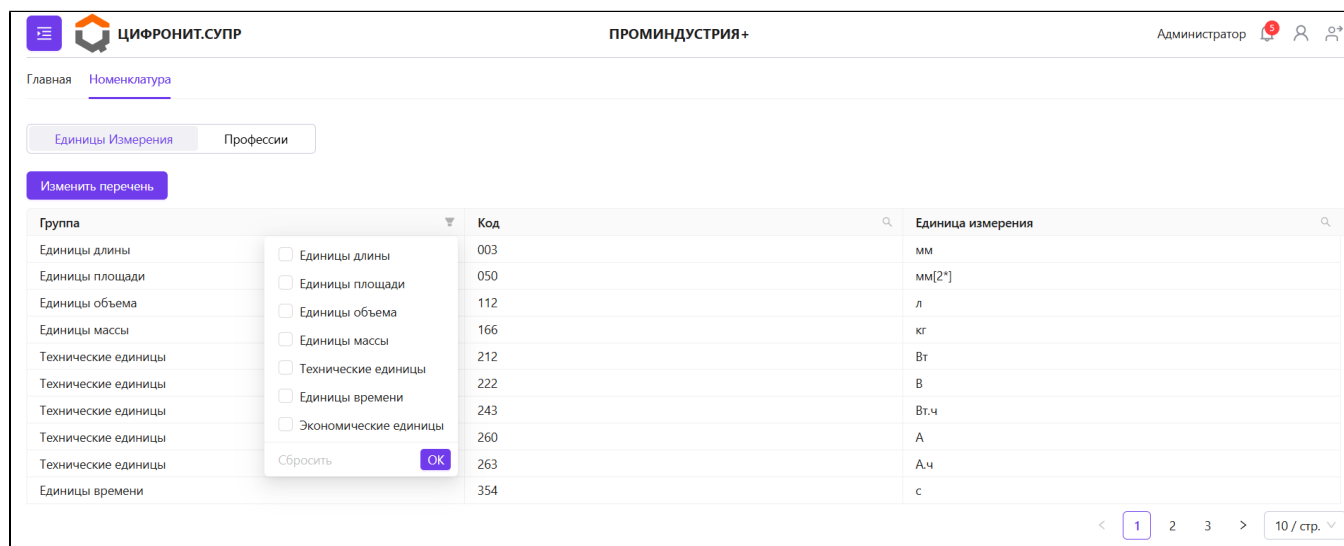 ЦИФРОНИТ.СУПР ПРОМИНДУСТРИЯ+ Администратор 5
Главная Номенклатура
Единицы Измерения Профессии
Изменить перечень
Группа Код Единица измерения
Единицы длины 003 мм
Единицы площади 050 мм[2*]
Единицы объема 112 л
Единицы массы 166 кг
Технические единицы 212 Вт
Технические единицы 222 В
Технические единицы 243 Вт.ч
Технические единицы 260 А
Технические единицы 263 А.ч
Единицы времени 354 с
Единицы длины
Единицы площади
Единицы объема
Единицы массы
Технические единицы
Единицы времени
Экономические единицы
Сбросить OK
< 1 2 3 > 10 / стр.